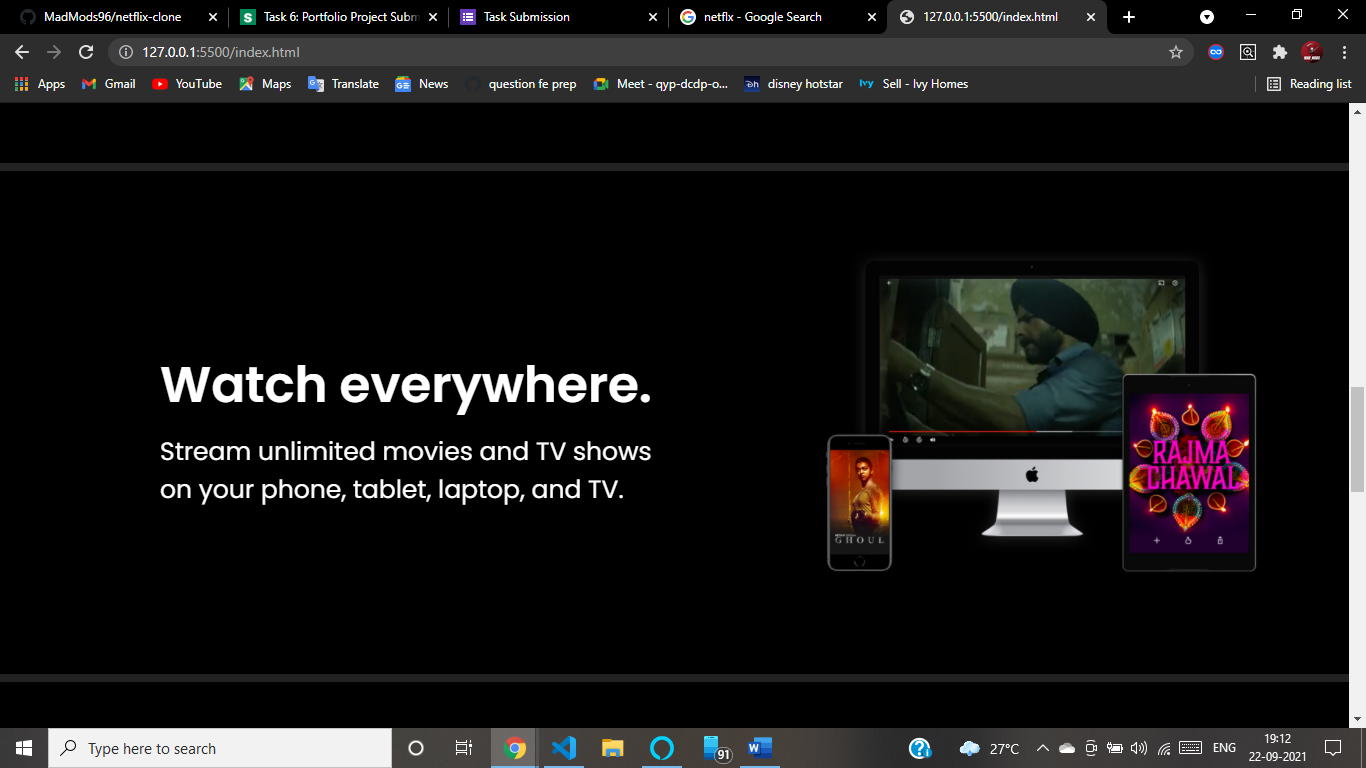 MadMods96/netflix-clone
Task 6: Portfolio Project Subm
Task Submission
netflx - Google Search
127.0.0.1:5500/index.html
127.0.0.1:5500/index.html
Apps
Gmail
YouTube
Maps
Translate
News
question fe prep
Meet - qyp-dcdp-o...
disney hotstar
Sell - Ivy Homes
Reading list
Watch everywhere.
Stream unlimited movies and TV shows
on your phone, tablet, laptop, and TV.
GHOUL
RAJMA
CHAWAL
Type here to search
91
27°C
ENG
19:12
22-09-2021